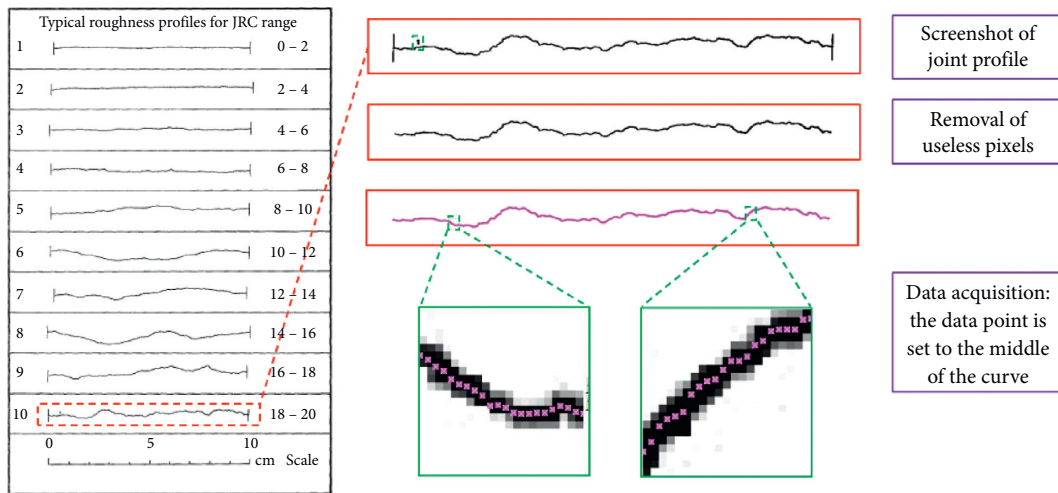 Typical roughness profiles for JRC range
1 0 – 2
2 2 – 4
3 4 – 6
4 6 – 8
5 8 – 10
6 10 – 12
7 12 – 14
8 14 – 16
9 16 – 18
10 18 – 20
0 5 10
cm Scale
Screenshot of
joint profile
Removal of
useless pixels
Data acquisition:
the data point is
set to the middle
of the curve